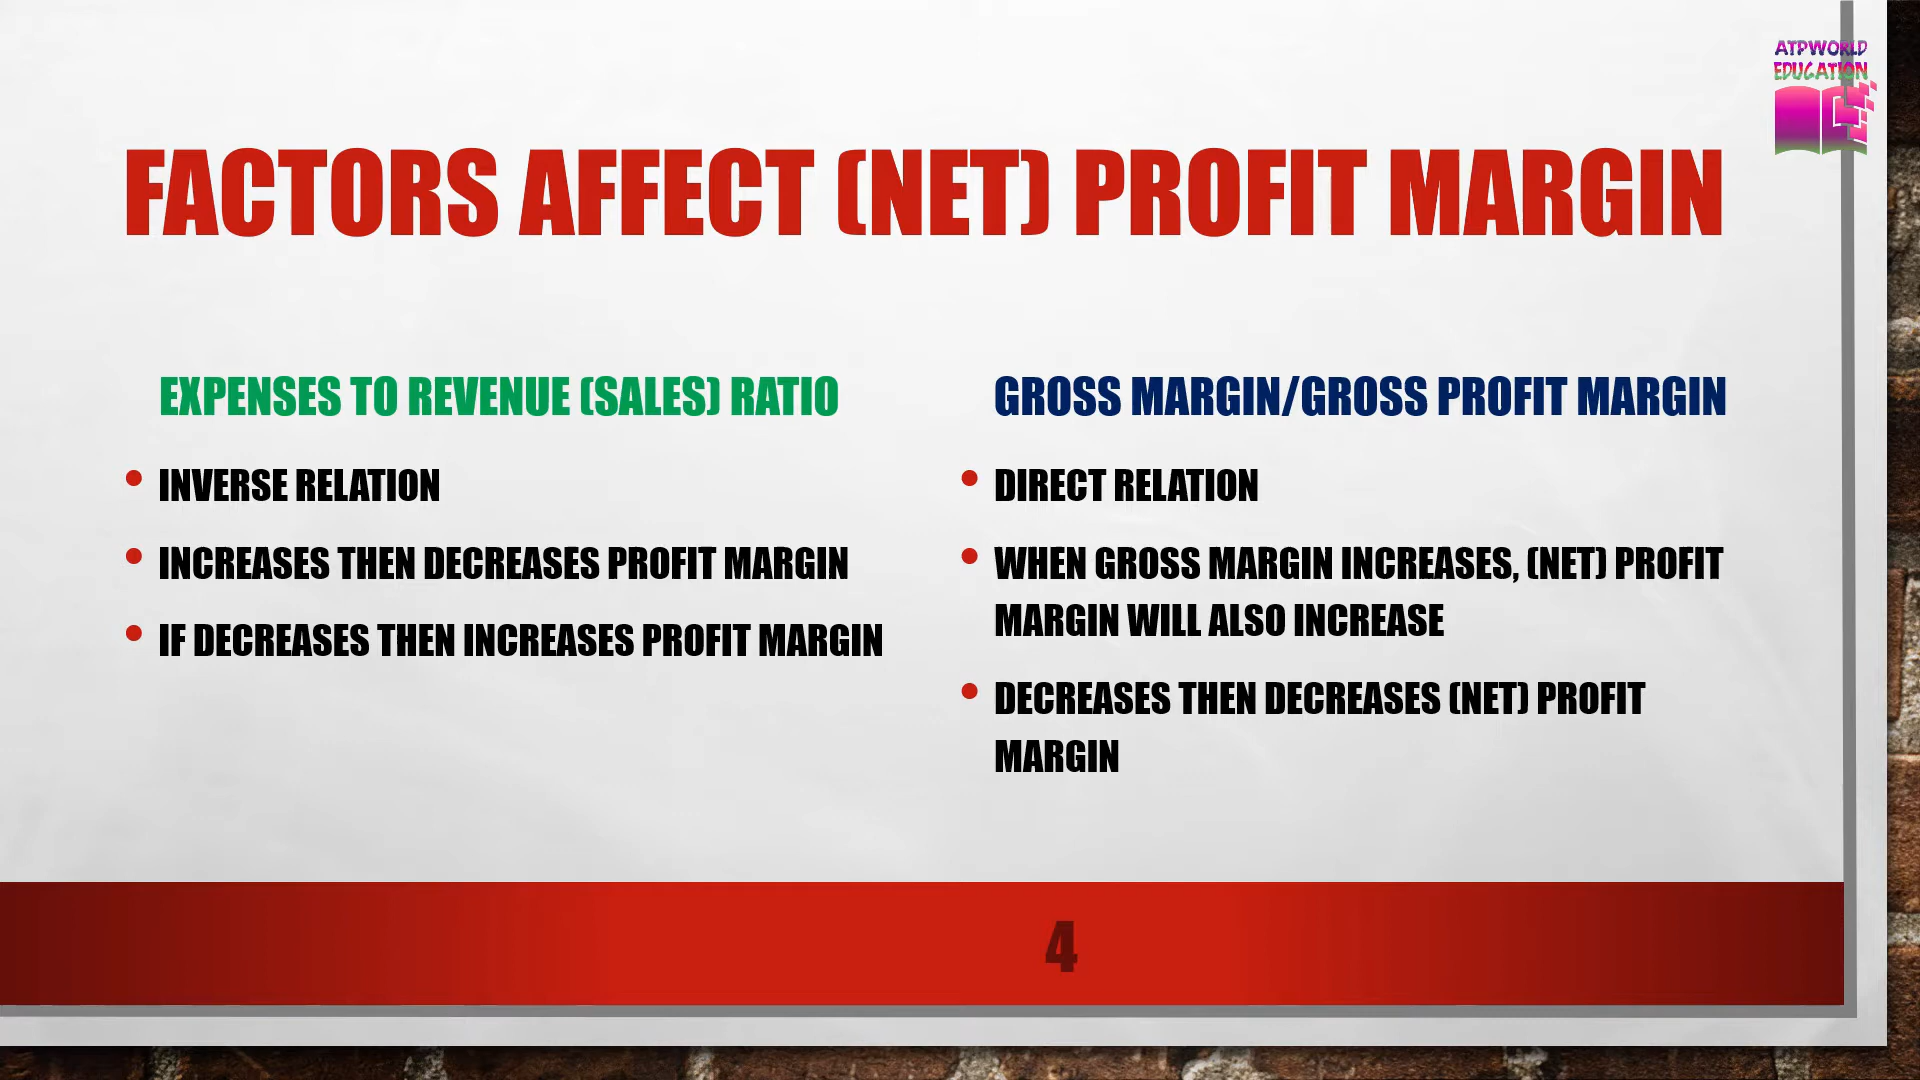 ATPWORLD
EDUCATION
FACTORS AFFECT (NET) PROFIT MARGIN
EXPENSES TO REVENUE (SALES) RATIO
• INVERSE RELATION
• INCREASES THEN DECREASES PROFIT MARGIN
• IF DECREASES THEN INCREASES PROFIT MARGIN
GROSS MARGIN/GROSS PROFIT MARGIN
• DIRECT RELATION
• WHEN GROSS MARGIN INCREASES, (NET) PROFIT
MARGIN WILL ALSO INCREASE
• DECREASES THEN DECREASES (NET) PROFIT
MARGIN
4